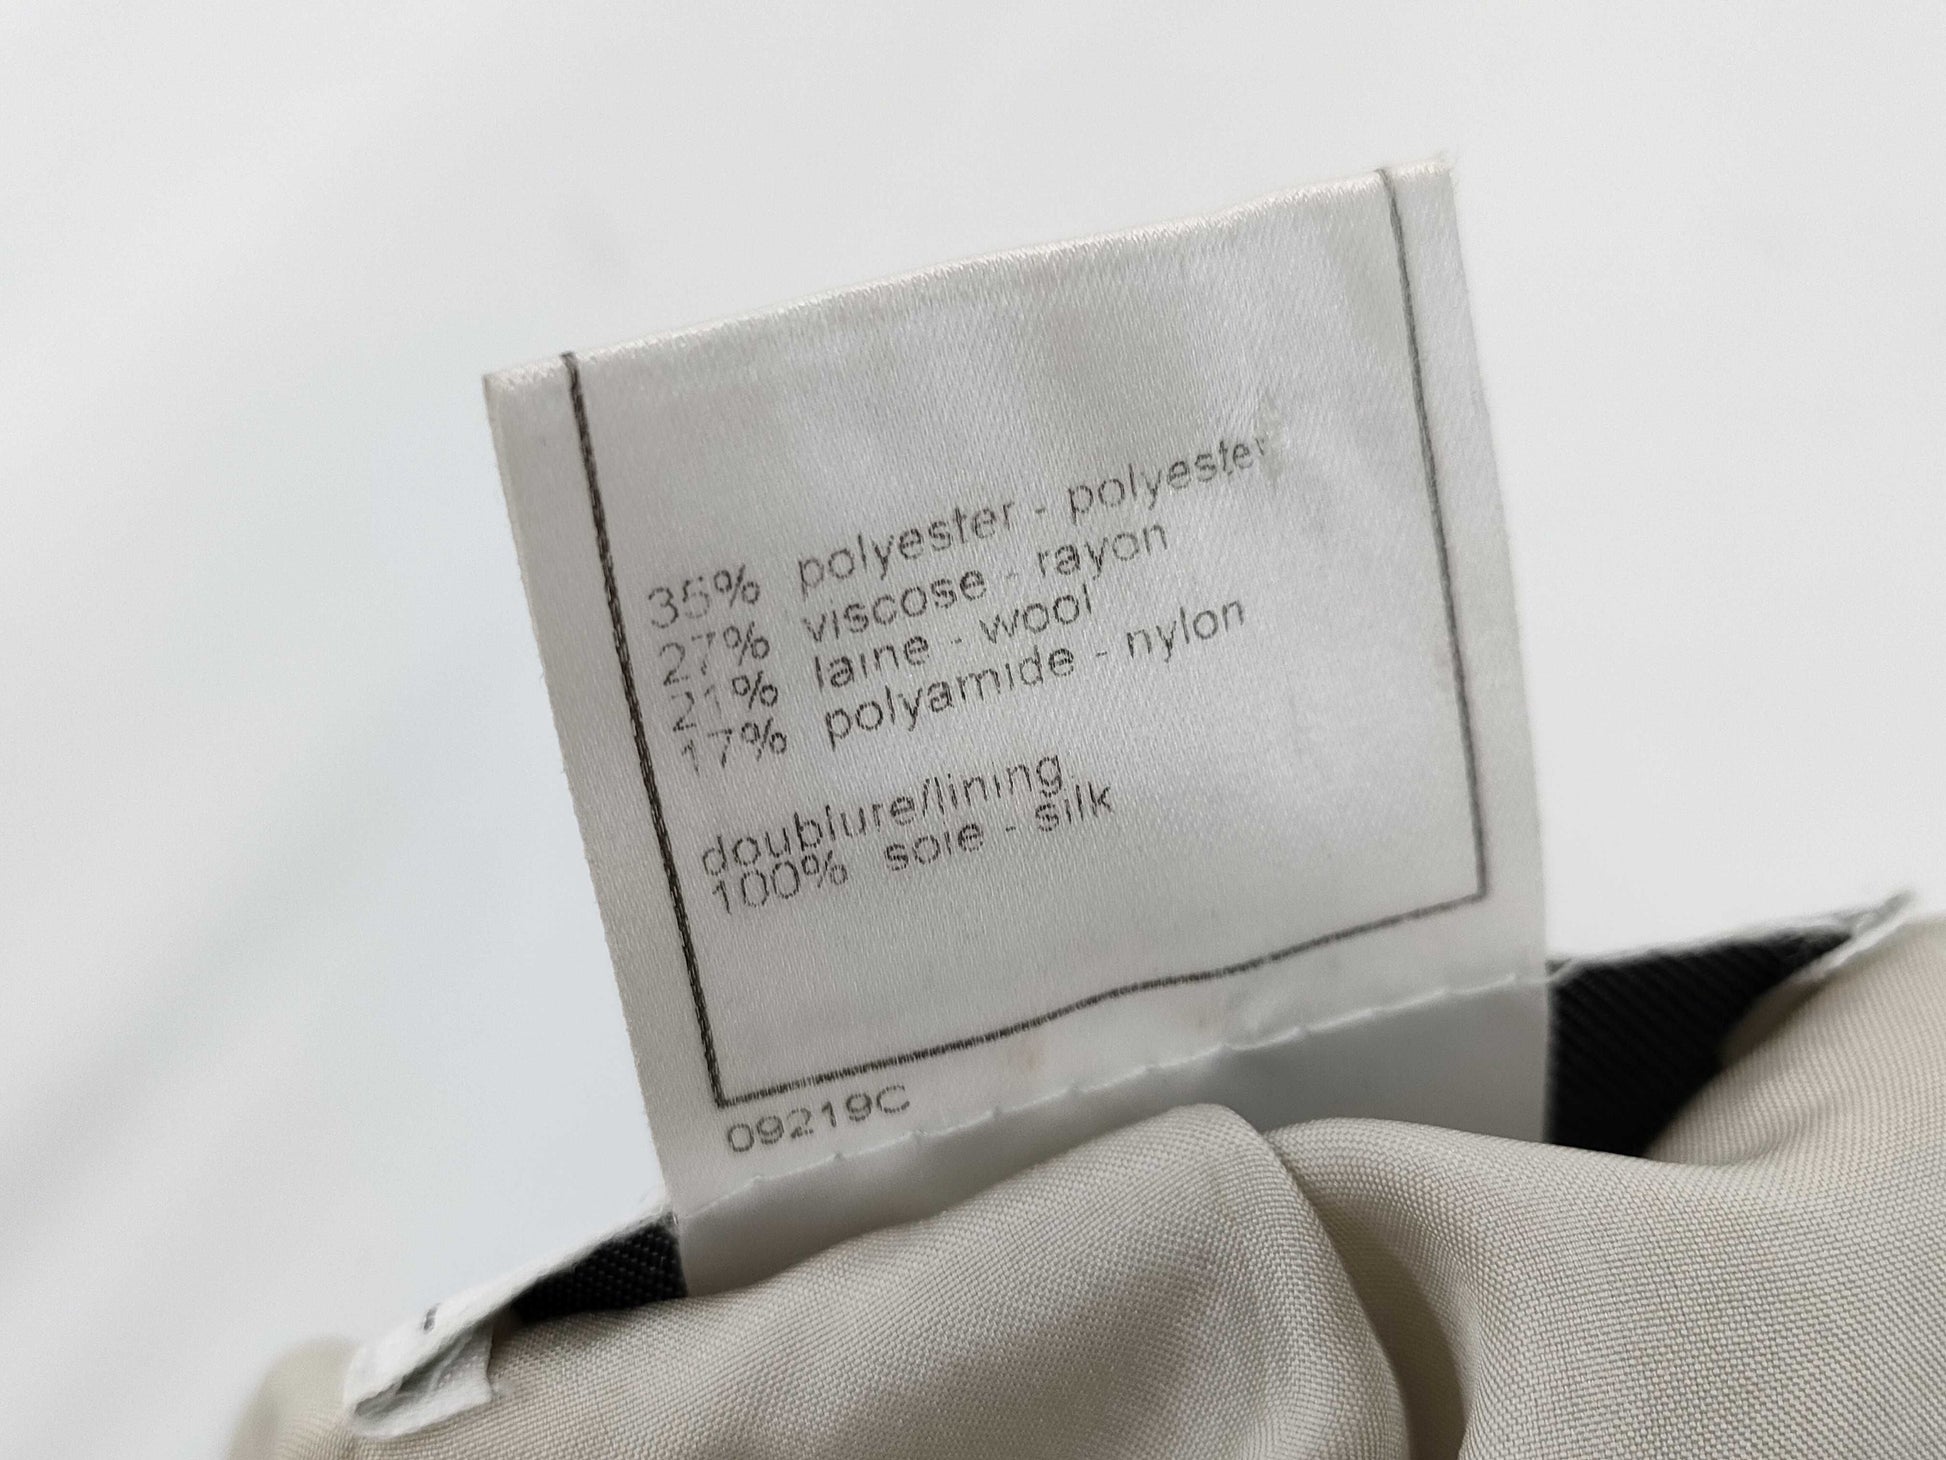 35% polyester - polyester
27% viscose - rayon
21% laine - wool
17% polyamide - nylon
doublure/lining
100% soie - silk
09219C